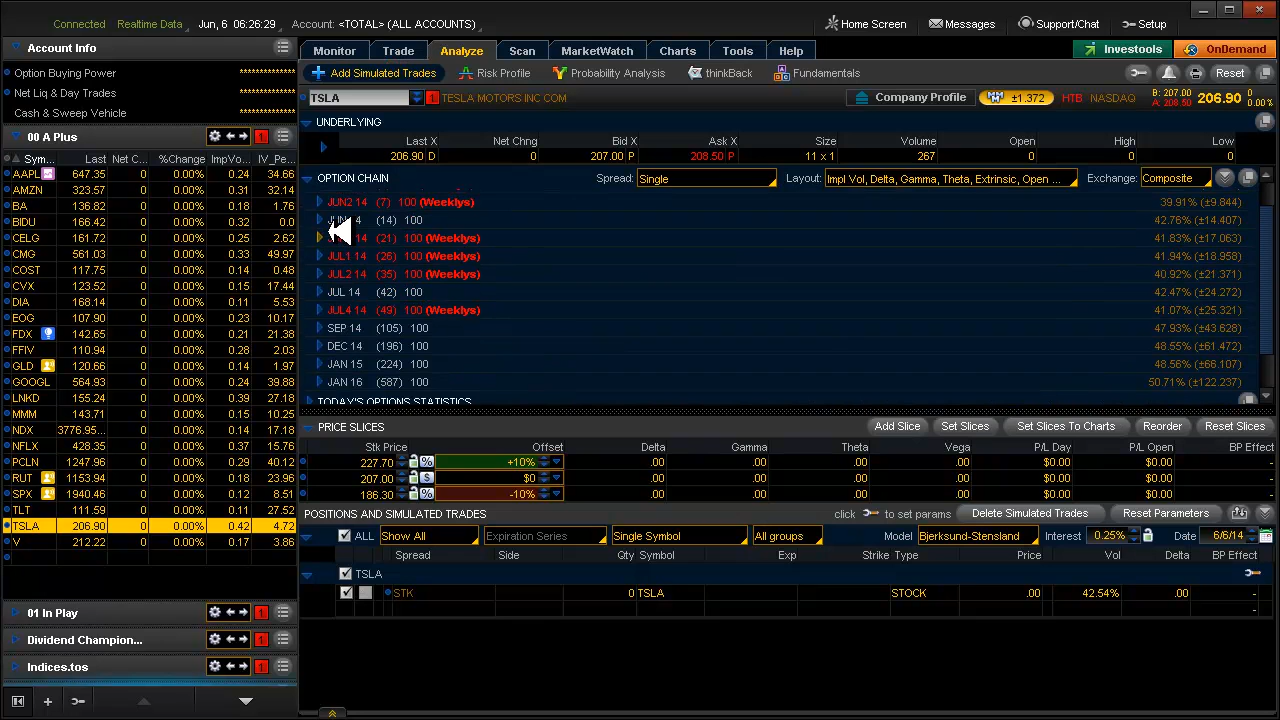 Connected Realtime Data Jun, 6 06:26:29 Account: <TOTAL> (ALL ACCOUNTS) Home Screen Messages Support/Chat Setup
Account Info
Option Buying Power **************
Net Liq & Day Trades **************
Cash & Sweep Vehicle **************
00 A Plus 1
Sym... Last Net C... %Change ImpVo... IV_Pe...
AAPL 647.35 0 0.00% 0.24 34.66
AMZN 323.57 0 0.00% 0.31 32.14
BA 136.82 0 0.00% 0.18 1.76
BIDU 166.42 0 0.00% 0.32 0.0
CELG 161.72 0 0.00% 0.25 2.62
CMG 561.03 0 0.00% 0.33 49.97
COST 117.75 0 0.00% 0.14 0.48
CVX 123.52 0 0.00% 0.15 17.44
DIA 168.14 0 0.00% 0.11 5.53
EOG 107.90 0 0.00% 0.23 10.17
FDX 142.65 0 0.00% 0.21 21.38
FFIV 110.94 0 0.00% 0.28 2.03
GLD 120.66 0 0.00% 0.14 1.97
GOOGL 564.93 0 0.00% 0.24 39.88
LNKD 155.24 0 0.00% 0.39 27.18
MMM 143.71 0 0.00% 0.15 10.25
NDX 3776.95... 0 0.00% 0.14 17.18
NFLX 428.35 0 0.00% 0.37 15.76
PCLN 1247.96 0 0.00% 0.29 40.12
RUT 1153.94 0 0.00% 0.18 23.96
SPX 1940.46 0 0.00% 0.12 8.51
TLT 111.10 0 0.00% 0.11 27.52
TSLA 206.90 0 0.00% 0.42 4.72
V 212.22 0 0.00% 0.17 3.86
01 In Play 1
Dividend Champion... 1
Indices.tos 1
Monitor Trade Analyze Scan MarketWatch Charts Tools Help Investools OnDemand
Add Simulated Trades Risk Profile Probability Analysis thinkBack Fundamentals Reset
TSLA 1 TESLA MOTORS INC COM Company Profile ±1.372 HTB NASDAQ B: 207.00 A: 208.50 206.90 0 0.00%
UNDERLYING
Last X Net Chng Bid X Ask X Size Volume Open High Low
206.90 D 0 207.00 P 208.50 P 11 x 1 267 0 0 0
OPTION CHAIN Spread: Single Layout: Impl Vol, Delta, Gamma, Theta, Extrinsic, Open ... Exchange: Composite
JUN2 14 (7) 100 (Weeklys) 39.91% (±9.844)
14 (14) 100 42.76% (±14.407)
14 (21) 100 (Weeklys) 41.83% (±17.063)
JUL1 14 (26) 100 (Weeklys) 41.94% (±18.958)
JUL2 14 (35) 100 (Weeklys) 40.92% (±21.371)
JUL 14 (42) 100 42.47% (±24.272)
JUL4 14 (49) 100 (Weeklys) 41.07% (±25.321)
SEP 14 (105) 100 47.93% (±43.628)
DEC 14 (196) 100 48.55% (±61.472)
JAN 15 (224) 100 48.56% (±66.107)
JAN 16 (587) 100 50.71% (±122.237)
TODAY'S OPTIONS STATISTICS
PRICE SLICES Add Slice Set Slices Set Slices To Charts Reorder Reset Slices
Stk Price Offset Delta Gamma Theta Vega P/L Day P/L Open BP Effect
227.70 % +10% .00 .00 .00 .00 $0.00 $0.00
207.00 $ $0 .00 .00 .00 .00 $0.00 $0.00
186.30 % -10% .00 .00 .00 .00 $0.00 $0.00
POSITIONS AND SIMULATED TRADES click to set params Delete Simulated Trades Reset Parameters
ALL Show All Expiration Series Single Symbol All groups Model Bjerksund-Stensland Interest 0.25% Date 6/6/14
Spread Side Qty Symbol Exp Strike Type Price Vol Delta BP Effect
TSLA
STK 0 TSLA STOCK .00 42.54% .00 -
-